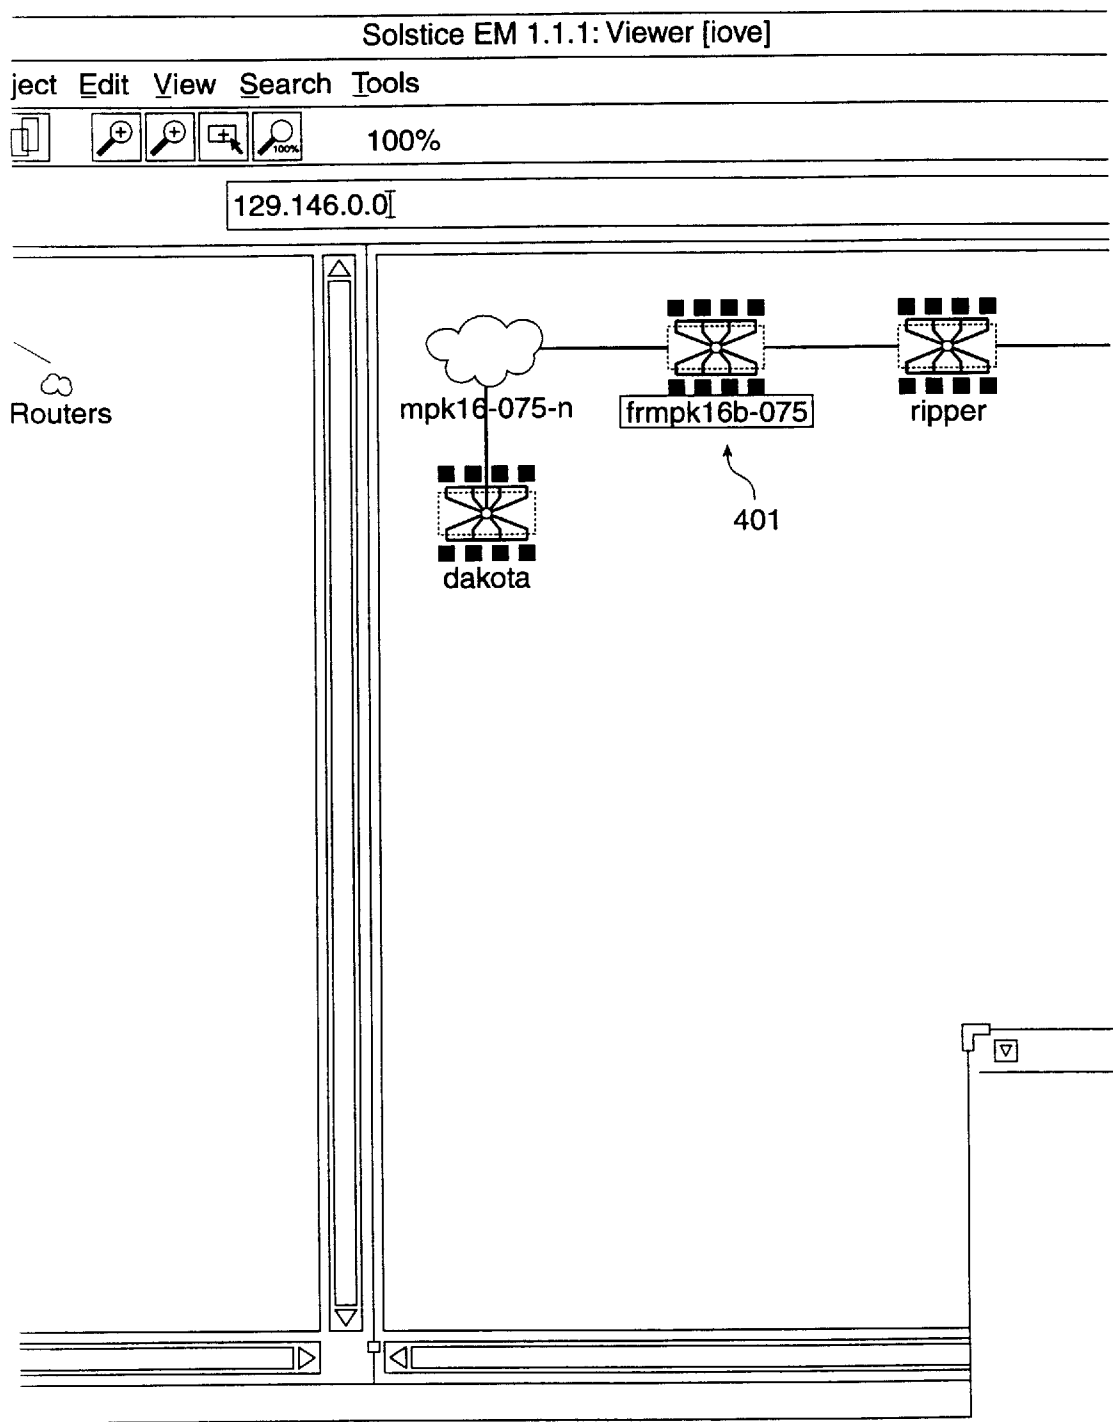 Solstice EM 1.1.1: Viewer [iove]
ject Edit View Search Tools
100%
100%
129.146.0.0
Routers
mpk16-075-n
frmpk16b-075
ripper
401
dakota